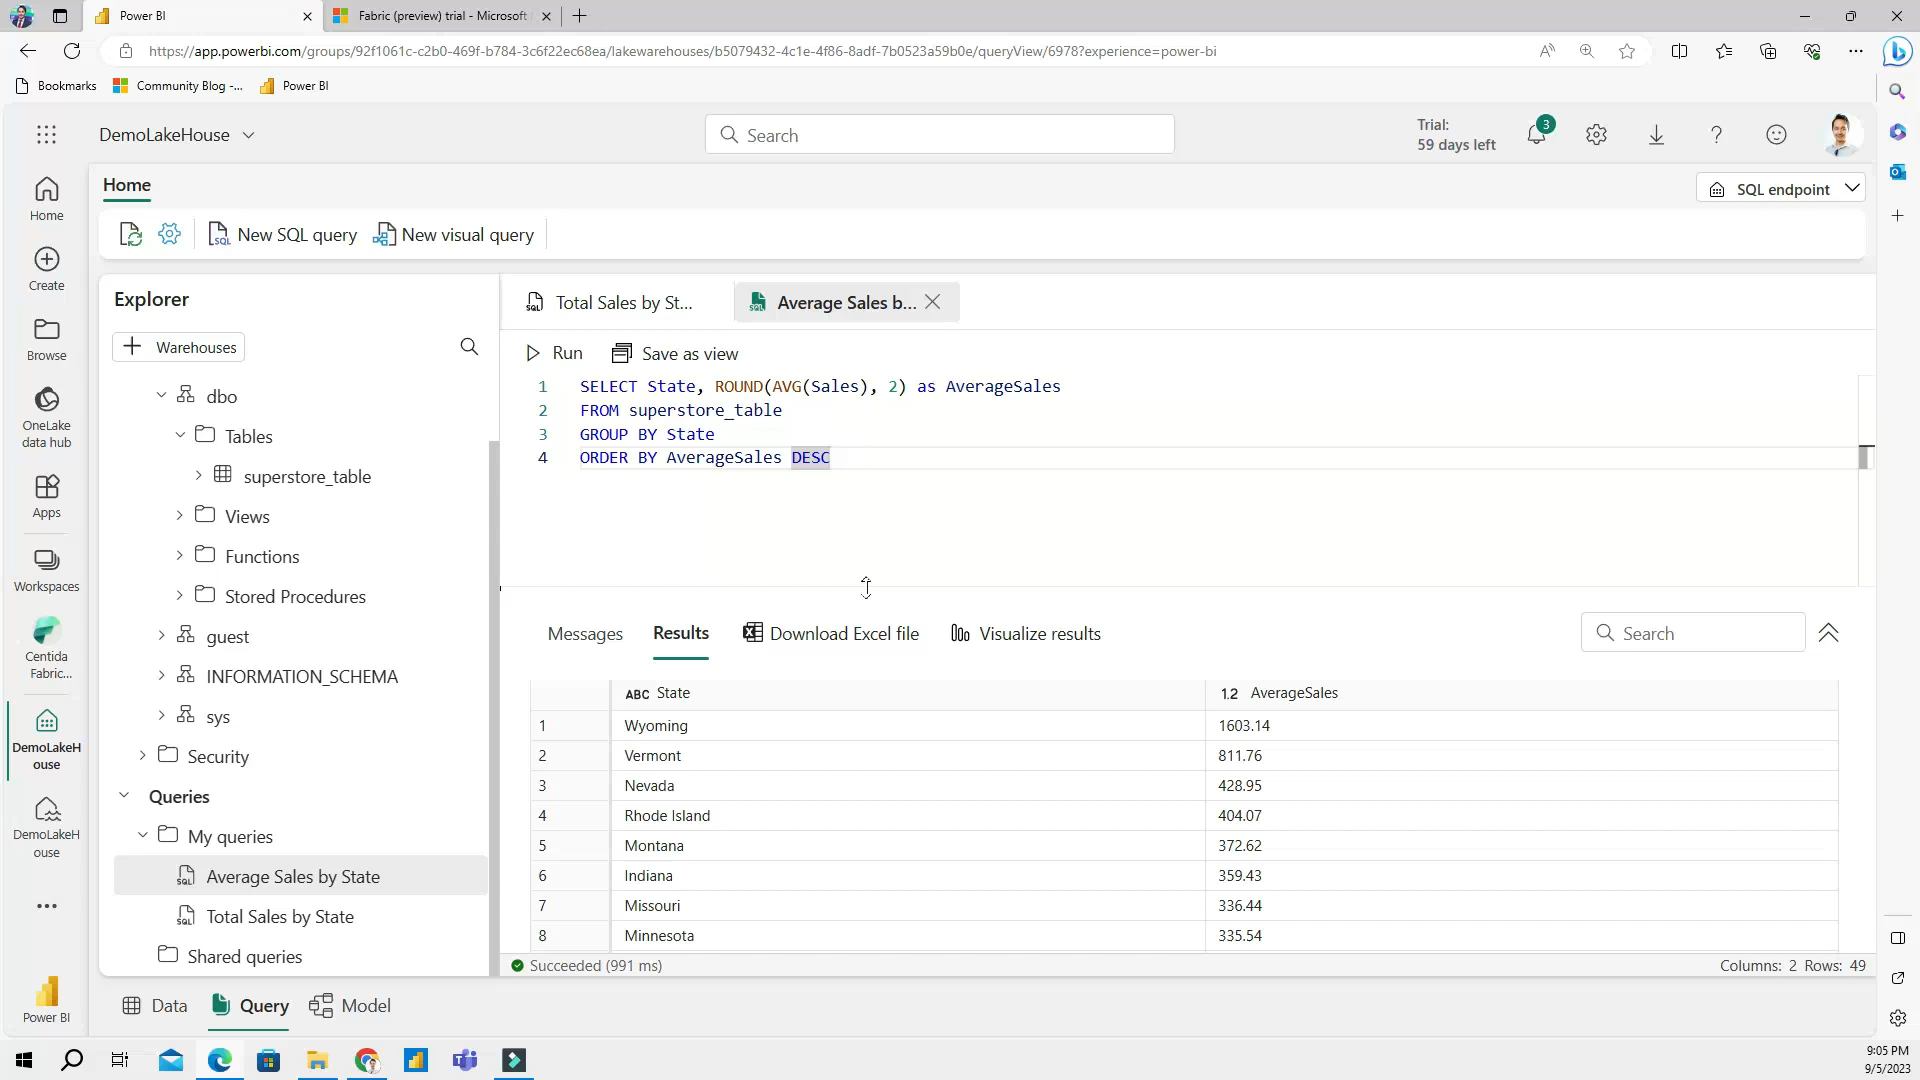 Power BI
Fabric (preview) trial - Microsoft
https://app.powerbi.com/groups/92f1061c-c2b0-469f-b784-3c6f22ec68ea/lakewarehouses/b5079432-4c1e-4f86-8adf-7b0523a59b0e/queryView/6978?experience=power-bi
Bookmarks
Community Blog -...
Power BI
DemoLakeHouse
Search
Trial:
59 days left
3
Home
SQL endpoint
New SQL query
New visual query
Home
Create
Browse
OneLake
data hub
Apps
Workspaces
Centida
Fabric...
DemoLakeH
ouse
DemoLakeH
ouse
Power BI
Explorer
Warehouses
dbo
Tables
superstore_table
Views
Functions
Stored Procedures
guest
INFORMATION_SCHEMA
sys
Security
Queries
My queries
Average Sales by State
Total Sales by State
Shared queries
Total Sales by St...
Average Sales b...
Run
Save as view
1 SELECT State, ROUND(AVG(Sales), 2) as AverageSales
2 FROM superstore_table
3 GROUP BY State
4 ORDER BY AverageSales DESC
Messages
Results
Download Excel file
Visualize results
Search
ABC State 1.2 AverageSales
1 Wyoming 1603.14
2 Vermont 811.76
3 Nevada 428.95
4 Rhode Island 404.07
5 Montana 372.62
6 Indiana 359.43
7 Missouri 336.44
8 Minnesota 335.54
Succeeded (991 ms)
Columns: 2 Rows: 49
Data
Query
Model
9:05 PM
9/5/2023